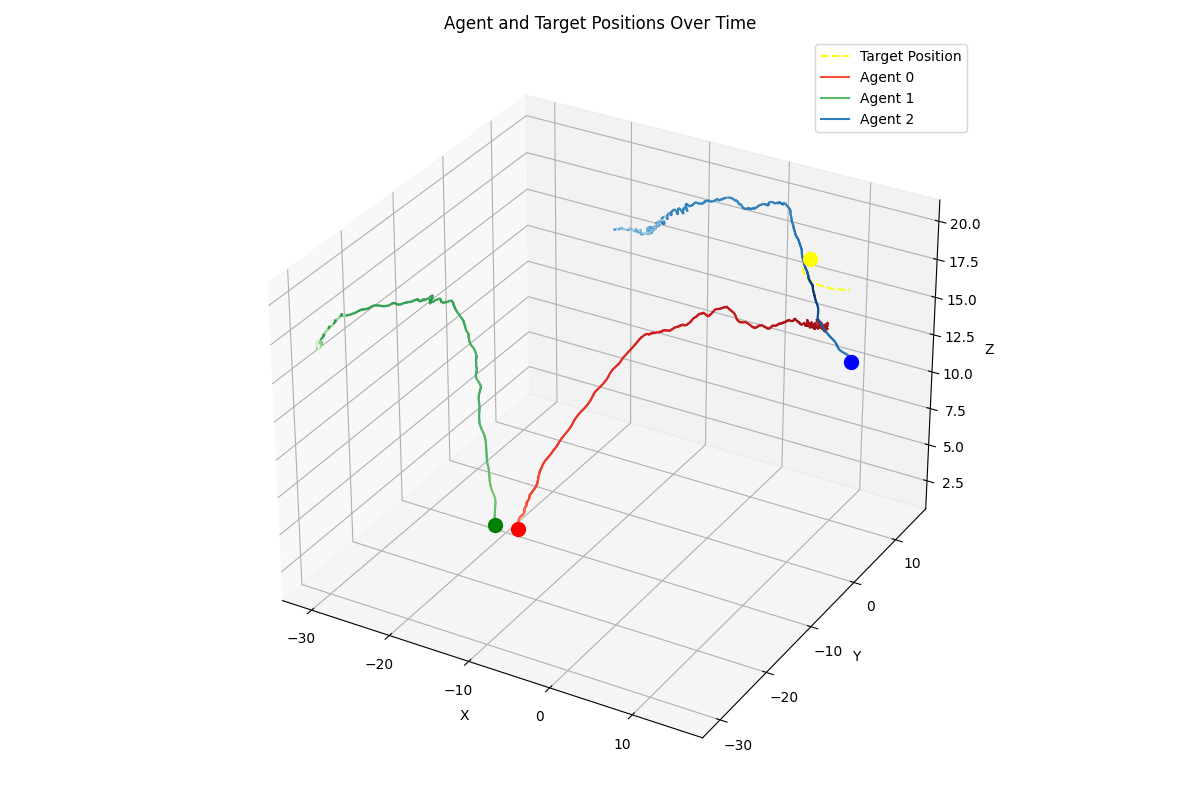 Agent and Target Positions Over Time
Target Position
Agent 0
Agent 1
Agent 2
20.0
17.5
15.0
12.5
10.0
7.5
5.0
2.5
Z
10
0
−10
−20
−30
Y
−30
−20
−10
0
10
X